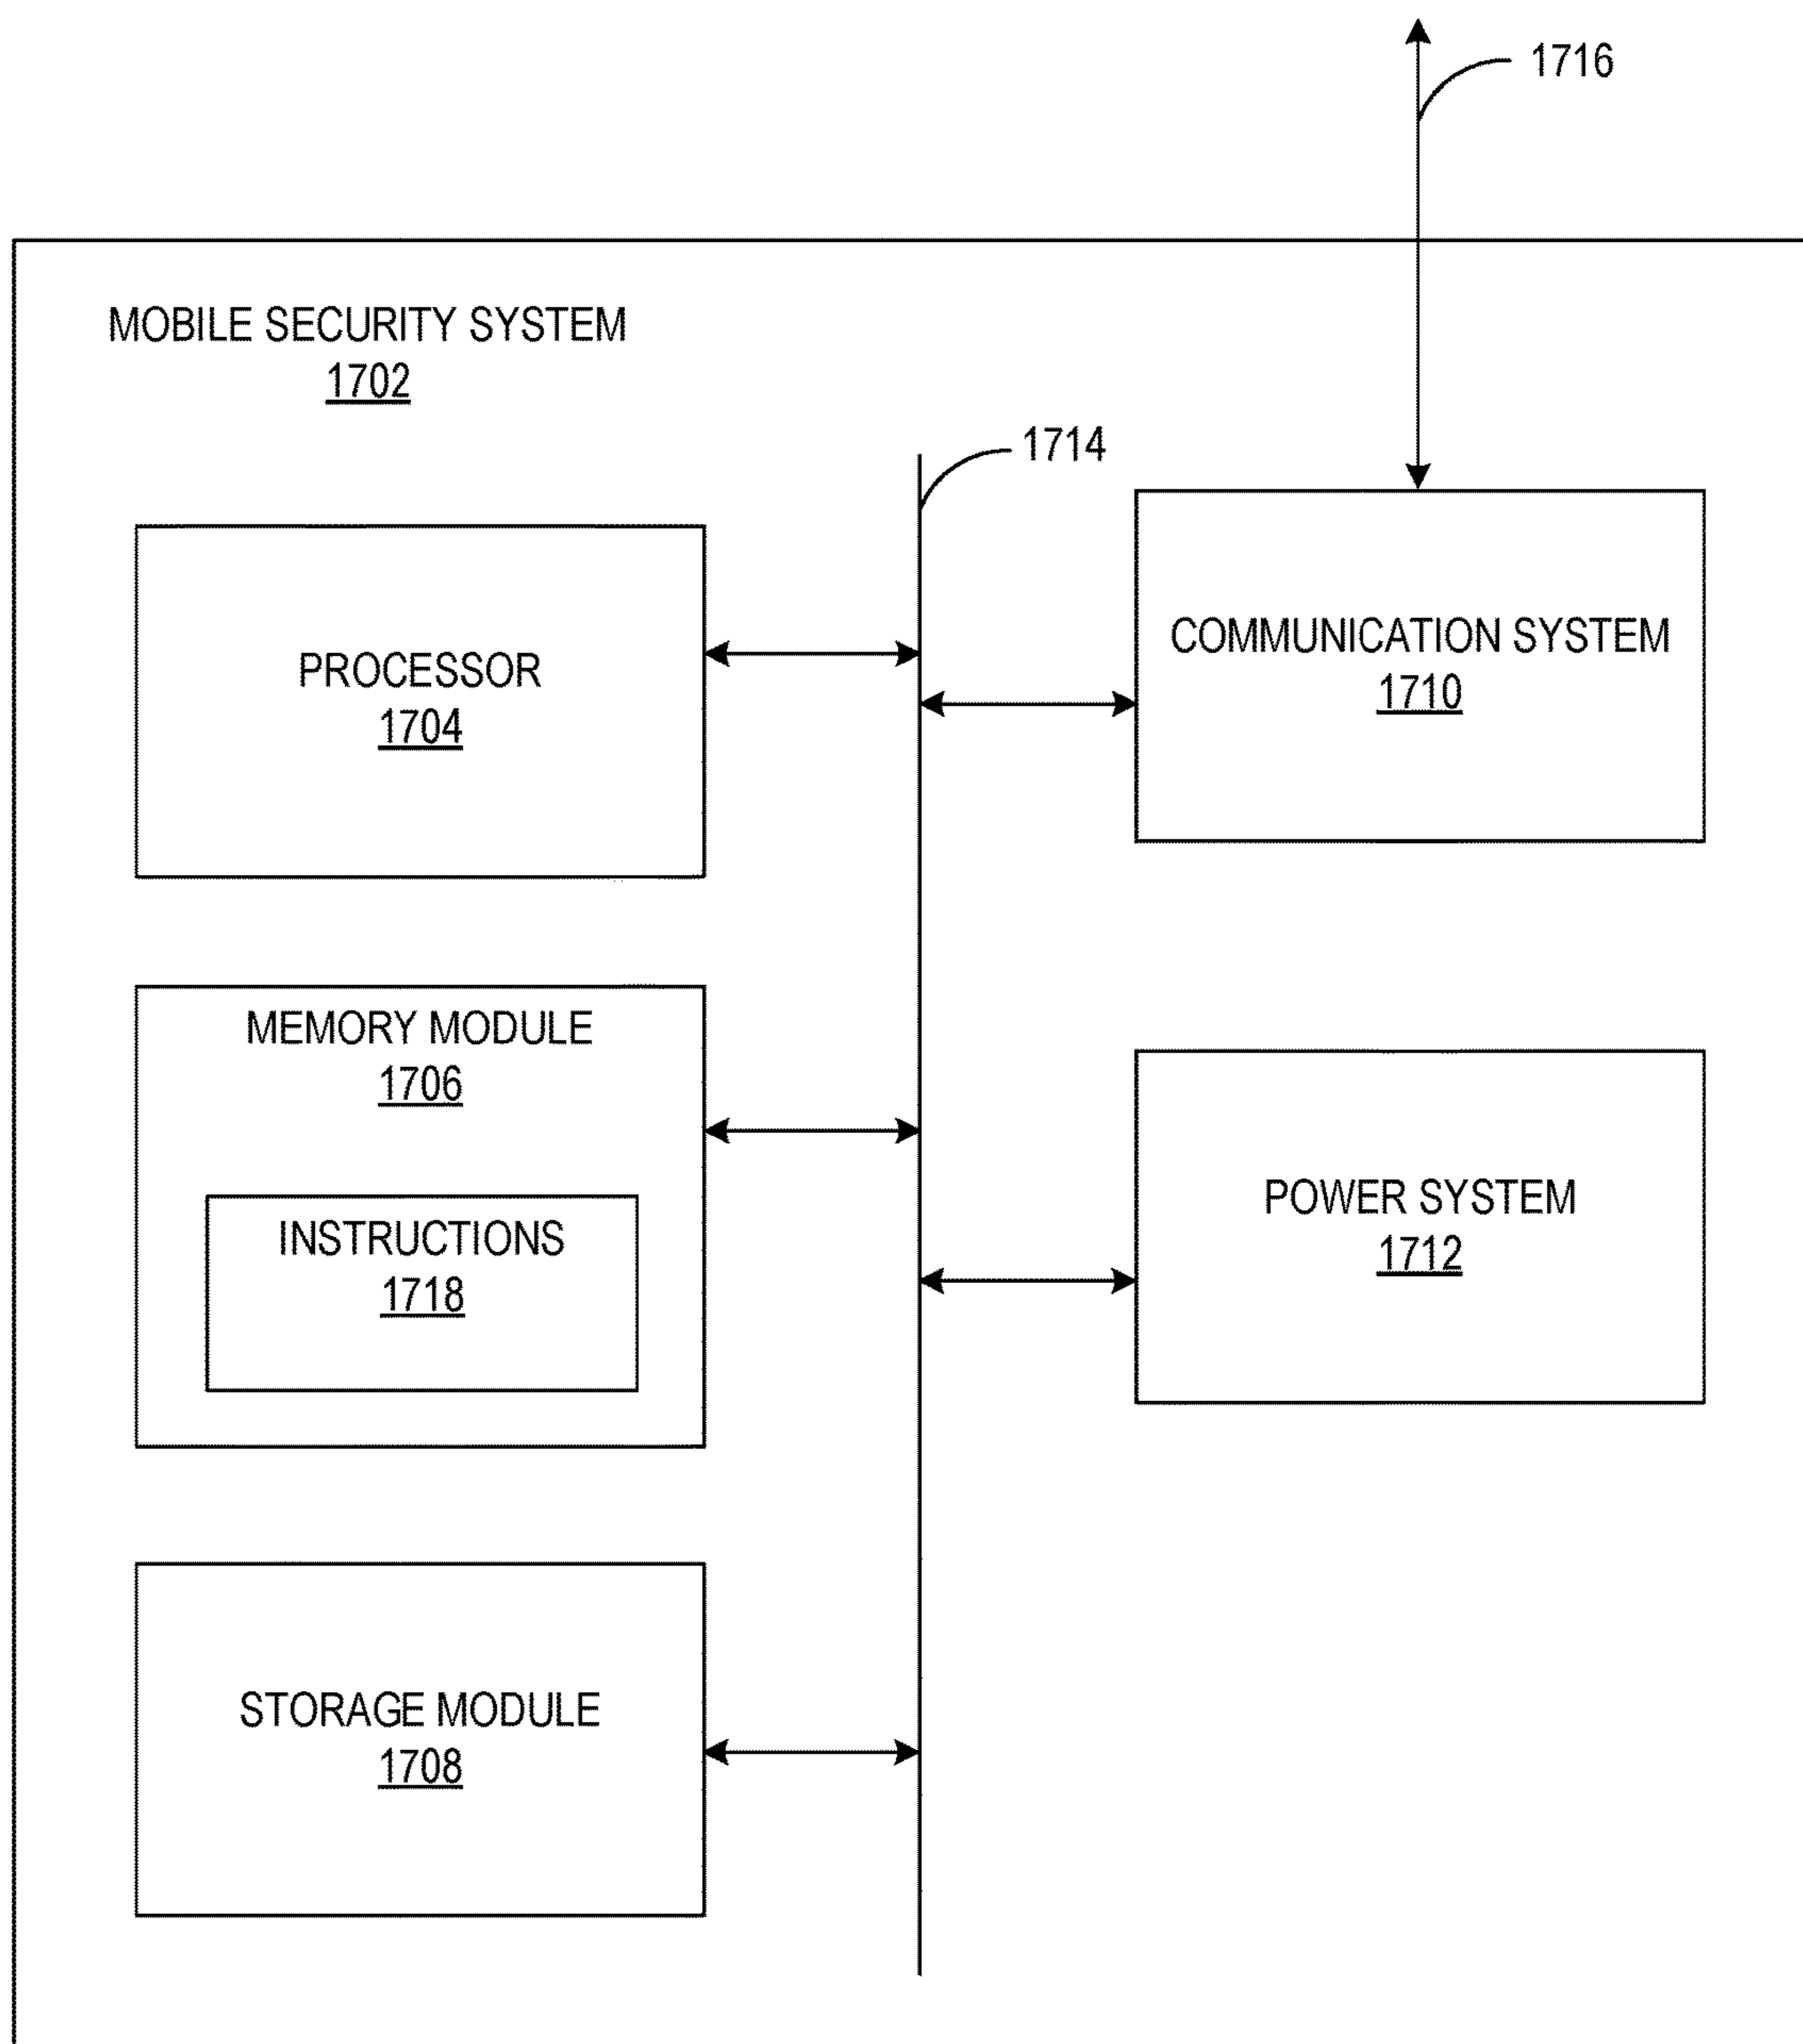 1716
MOBILE SECURITY SYSTEM
1702
1714
PROCESSOR
1704
COMMUNICATION SYSTEM
1710
MEMORY MODULE
1706
INSTRUCTIONS
1718
POWER SYSTEM
1712
STORAGE MODULE
1708